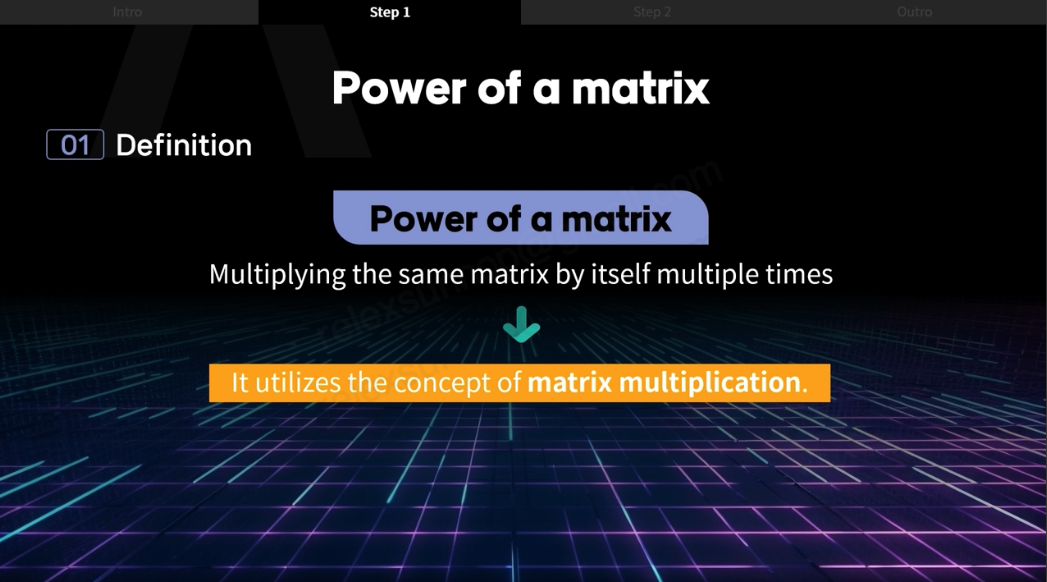 Intro
Step 1
Step 2
Outro
Power of a matrix
01 Definition
Power of a matrix
Multiplying the same matrix by itself multiple times
It utilizes the concept of matrix multiplication.